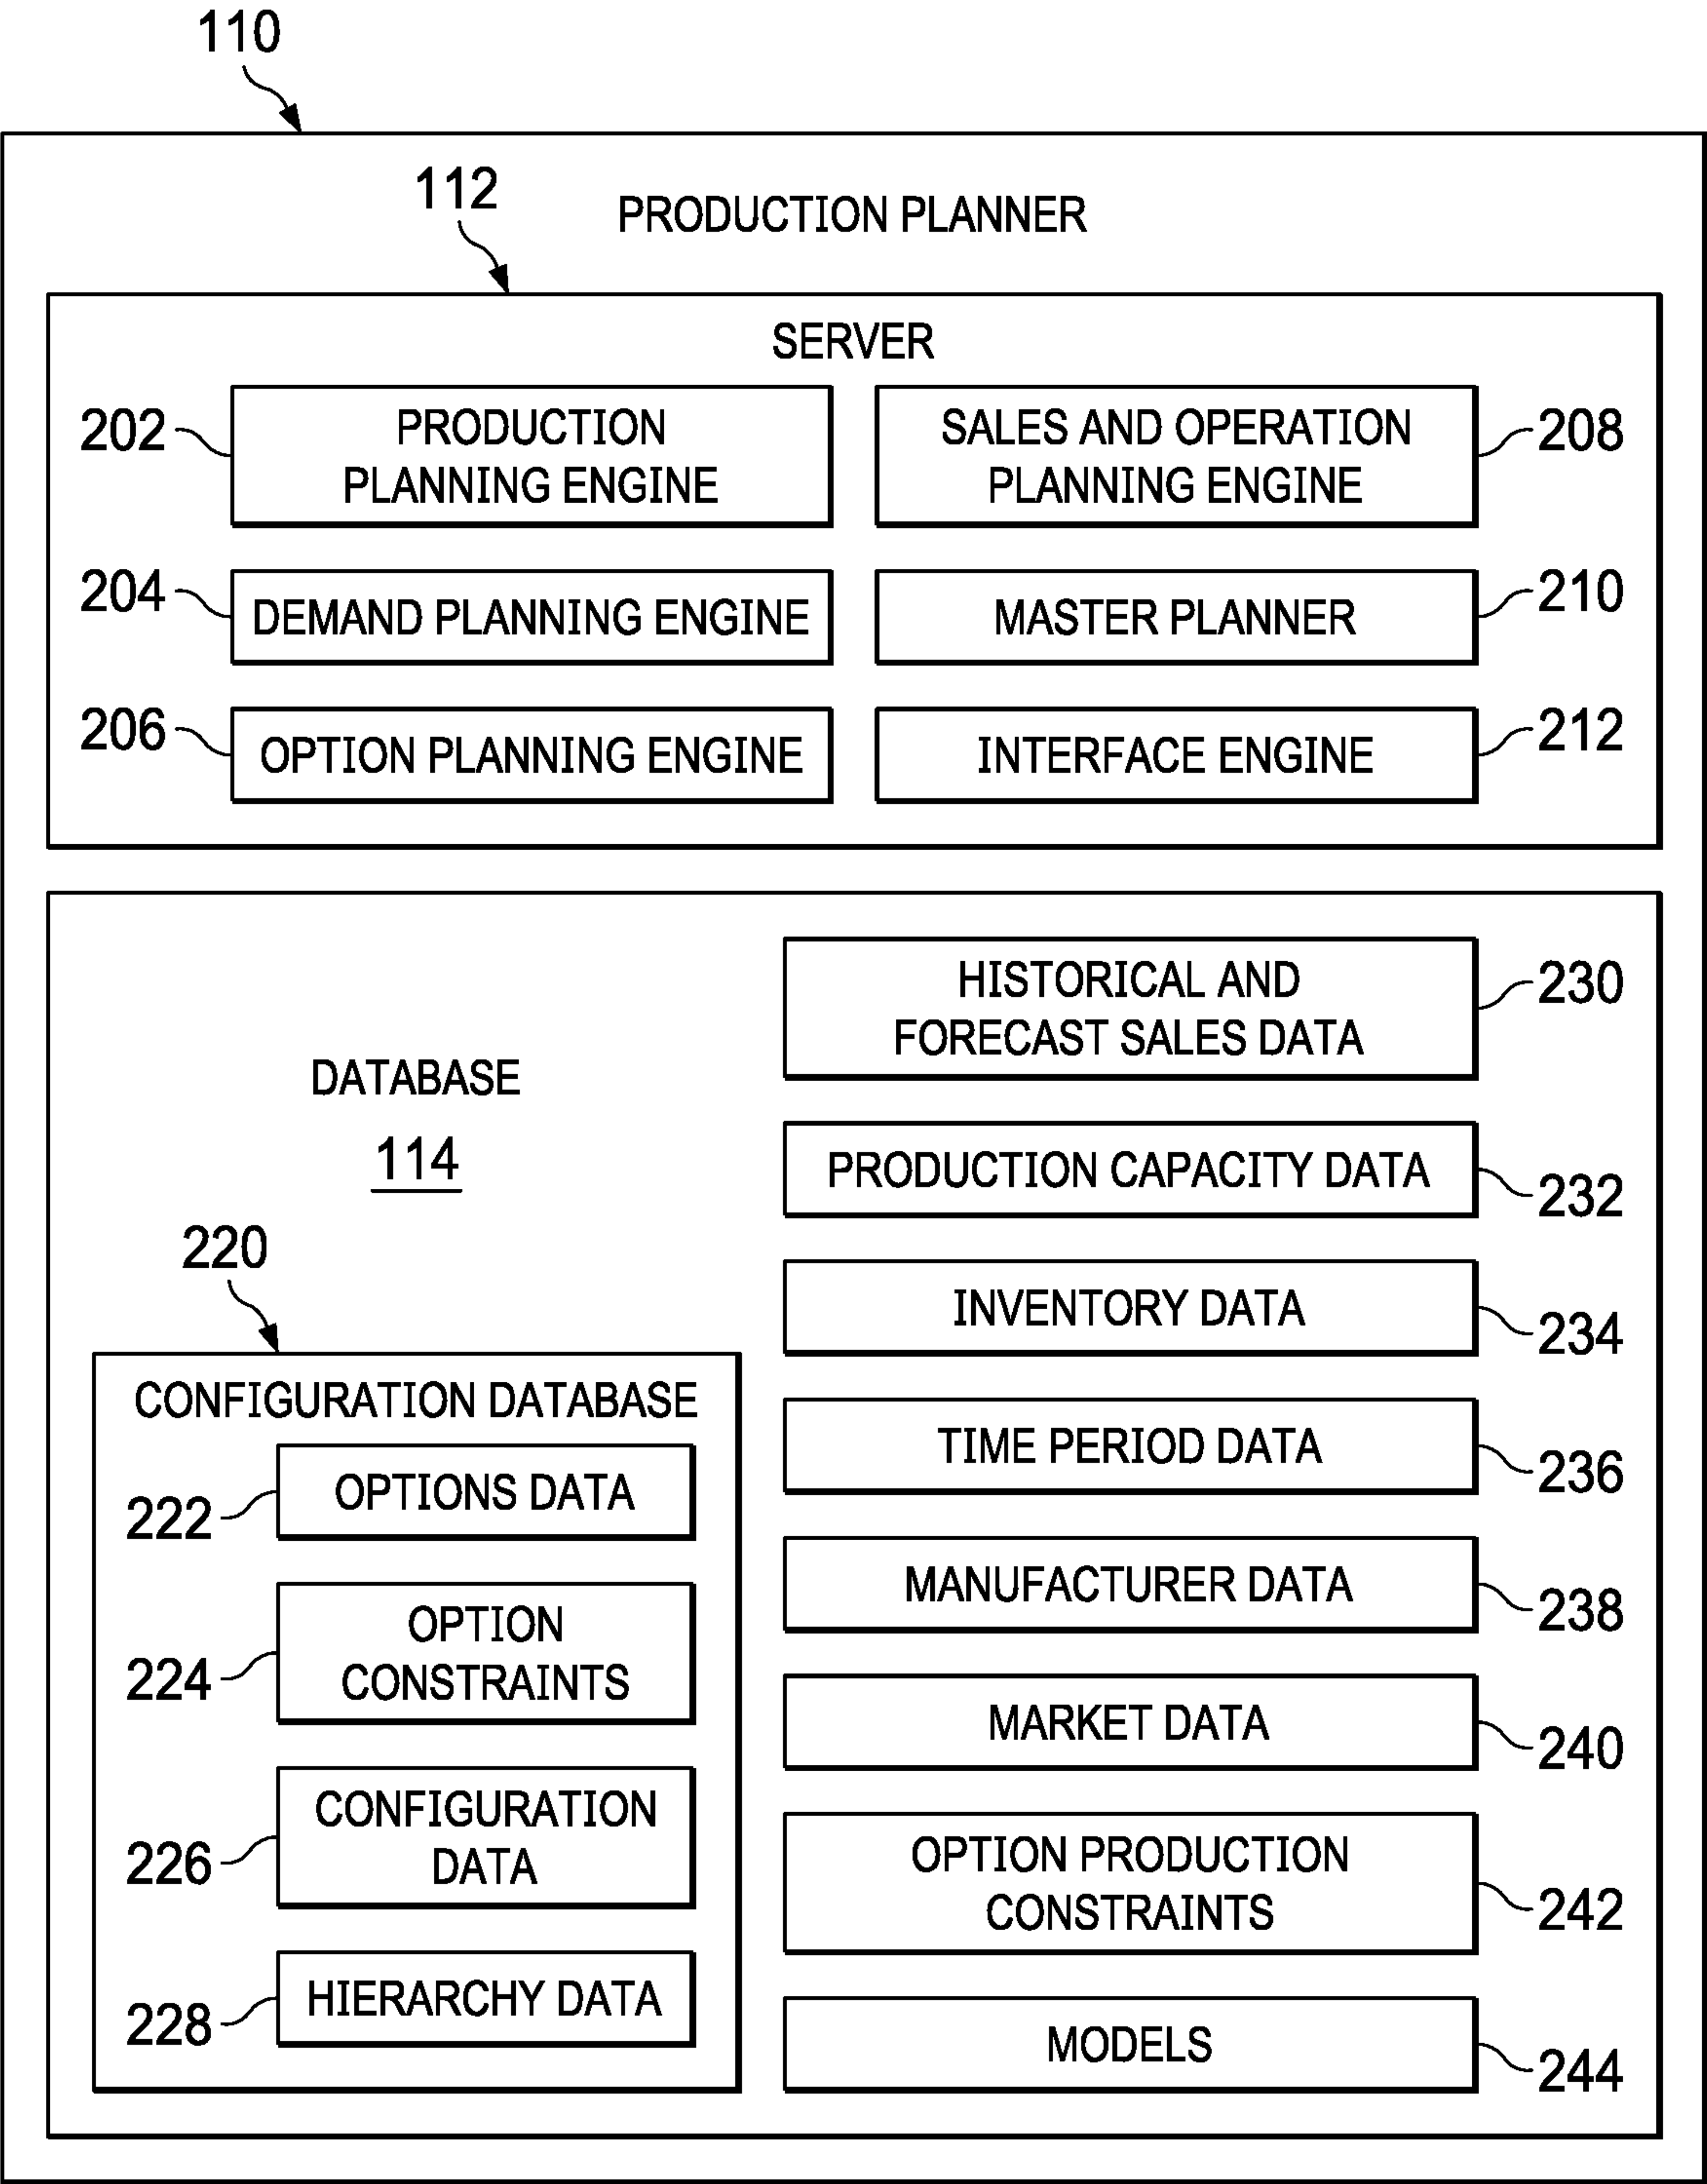 110
112
PRODUCTION PLANNER
SERVER
202
PRODUCTION
PLANNING ENGINE
SALES AND OPERATION
PLANNING ENGINE
208
204
DEMAND PLANNING ENGINE
MASTER PLANNER
210
206
OPTION PLANNING ENGINE
INTERFACE ENGINE
212
DATABASE
114
220
CONFIGURATION DATABASE
222
OPTIONS DATA
224
OPTION
CONSTRAINTS
226
CONFIGURATION
DATA
228
HIERARCHY DATA
HISTORICAL AND
FORECAST SALES DATA
230
PRODUCTION CAPACITY DATA
232
INVENTORY DATA
234
TIME PERIOD DATA
236
MANUFACTURER DATA
238
MARKET DATA
240
OPTION PRODUCTION
CONSTRAINTS
242
MODELS
244